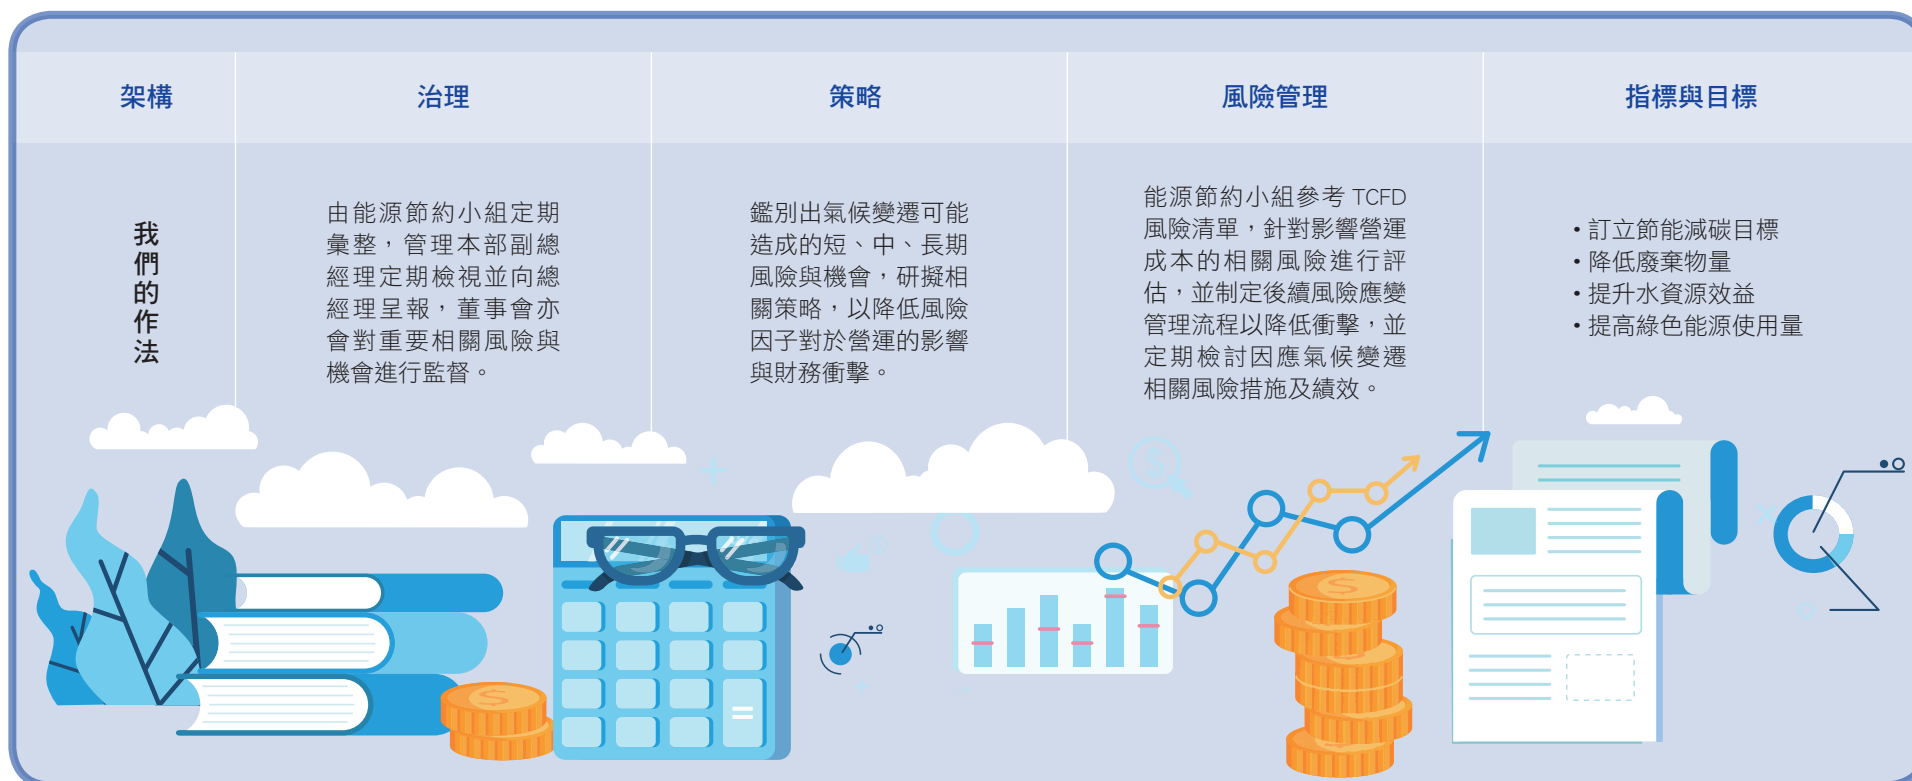 架構
治理
策略
風險管理
指標與目標
我們的作法
由能源節約小組定期
彙整，管理本部副總
經理定期檢視並向總
經理呈報，董事會亦
會對重要相關風險與
機會進行監督。
鑑別出氣候變遷可能
造成的短、中、長期
風險與機會，研擬相
關策略，以降低風險
因子對於營運的影響
與財務衝擊。
能源節約小組參考 TCFD
風險清單，針對影響營運
成本的相關風險進行評
估，並制定後續風險應變
管理流程以降低衝擊，並
定期檢討因應氣候變遷
相關風險措施及績效。
• 訂立節能減碳目標
• 降低廢棄物量
• 提升水資源效益
• 提高綠色能源使用量